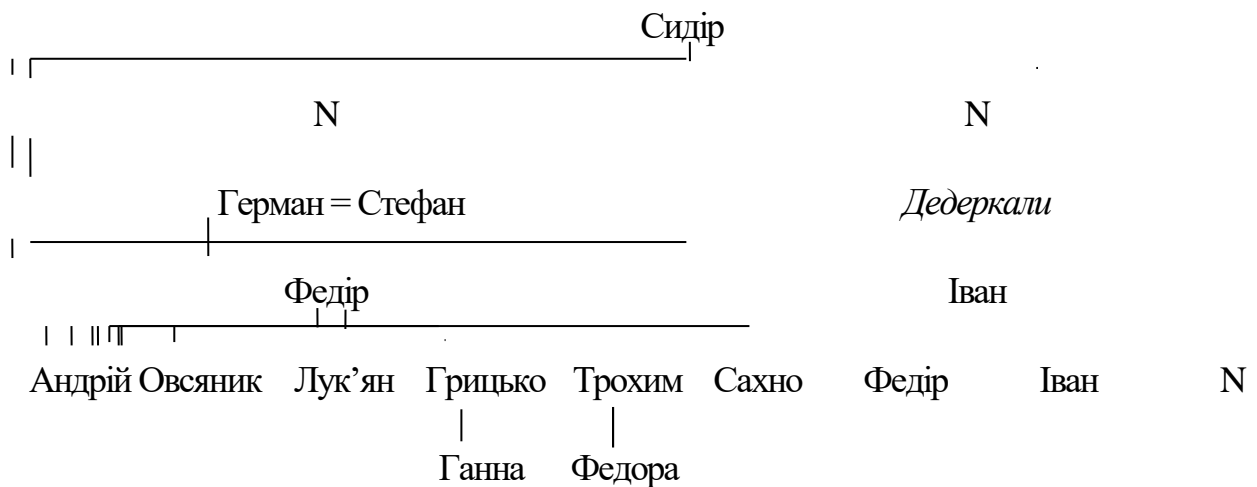 Сидір
N N
Герман = Стефан Дедеркали
Федір Іван
Андрій Овсяник Лук’ян Грицько Трохим Сахно Федір Іван N
Ганна Федора